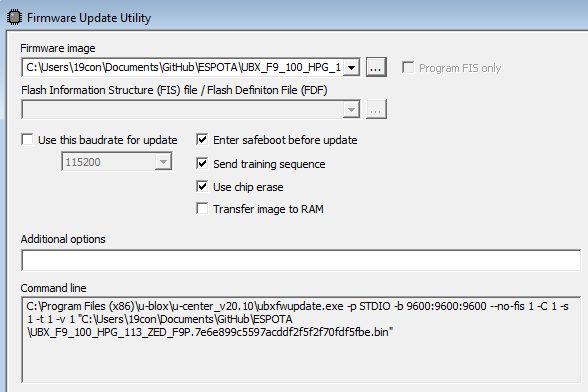 Firmware Update Utility
Firmware image
C:\Users\19con\Documents\GitHub\ESPOTA\UBX_F9_100_HPG_1 ... Program FIS only
Flash Information Structure (FIS) file / Flash Definiton File (FDF)
...
Use this baudrate for update Enter safeboot before update
115200 Send training sequence
Use chip erase
Transfer image to RAM
Additional options
Command line
C:\Program Files (x86)\u-blox\u-center_v20.10\ubxfwupdate.exe -p STDIO -b 9600:9600:9600 --no-fis 1 -C 1 -s
1 -t 1 -v 1 "C:\Users\19con\Documents\GitHub\ESPOTA
\UBX_F9_100_HPG_113_ZED_F9P.7e6e899c5597acddf2f5f2f70fdf5fbe.bin"